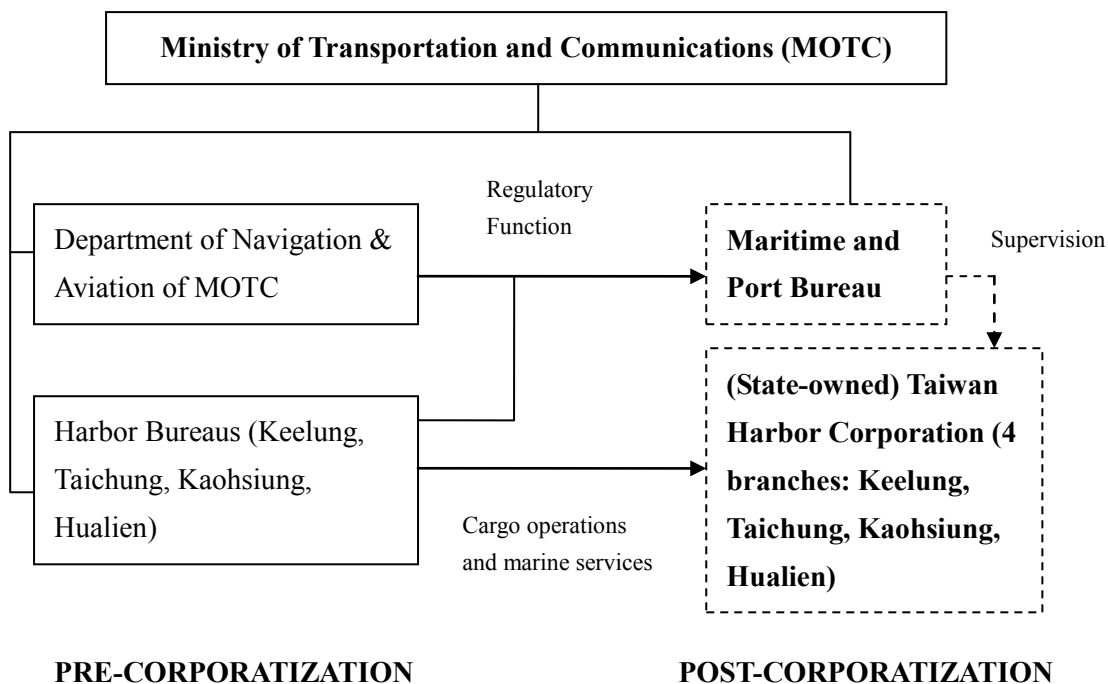 Ministry of Transportation and Communications (MOTC)
Regulatory
Function
Department of Navigation &
Aviation of MOTC
Maritime and
Port Bureau
Supervision
Harbor Bureaus (Keelung,
Taichung, Kaohsiung,
Hualien)
Cargo operations
and marine services
(State-owned) Taiwan
Harbor Corporation (4
branches: Keelung,
Taichung, Kaohsiung,
Hualien)
PRE-CORPORATIZATION
POST-CORPORATIZATION